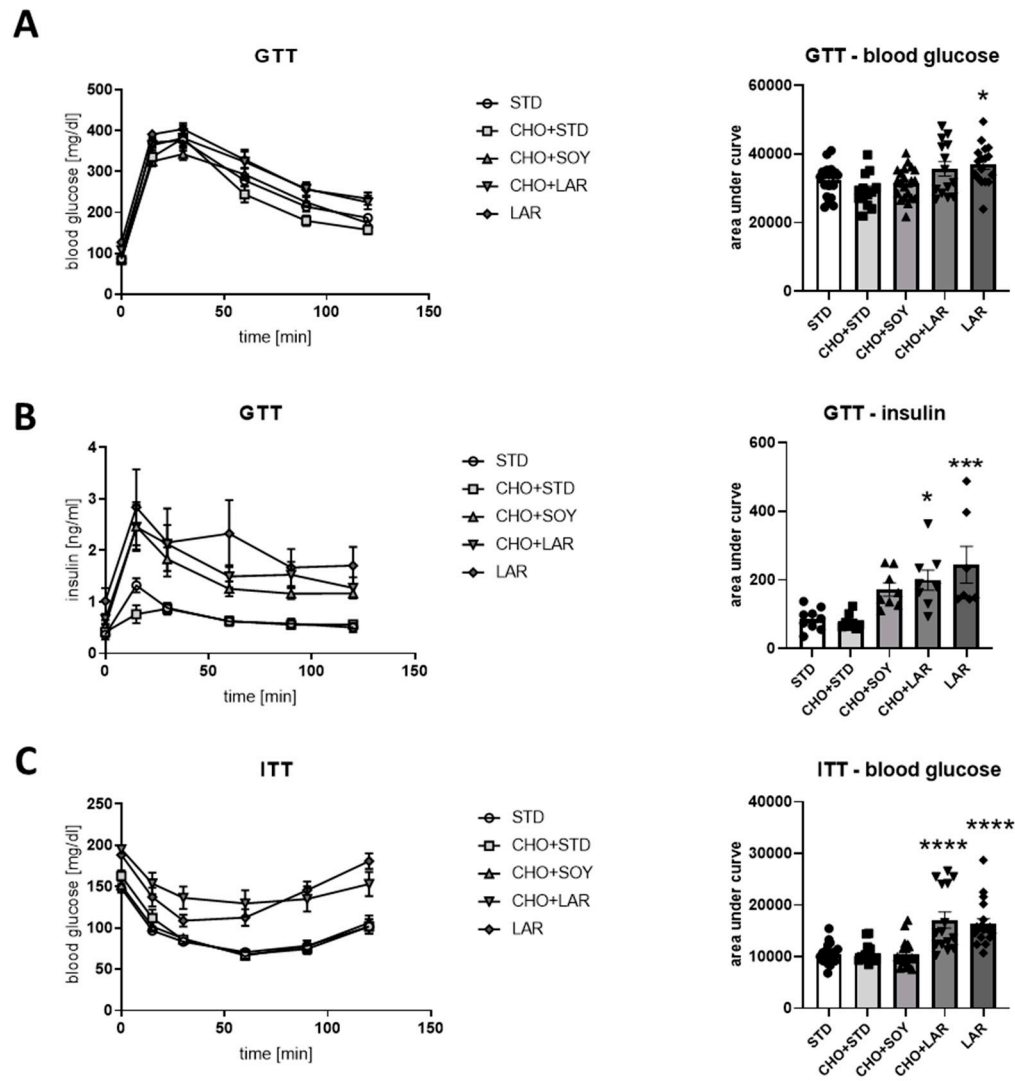 A
GTT
blood glucose [mg/dl]
500
400
300
200
100
0
0
50
100
150
time [min]
STD
CHO+STD
CHO+SOY
CHO+LAR
LAR
GTT - blood glucose
area under curve
60000
40000
20000
0
*
STD
CHO+STD
CHO+SOY
CHO+LAR
LAR
B
GTT
insulin [ng/ml]
4
3
2
1
0
0
50
100
150
time [min]
STD
CHO+STD
CHO+SOY
CHO+LAR
LAR
GTT - insulin
area under curve
600
400
200
0
*
***
STD
CHO+STD
CHO+SOY
CHO+LAR
LAR
C
ITT
blood glucose [mg/dl]
250
200
150
100
50
0
0
50
100
150
time [min]
STD
CHO+STD
CHO+SOY
CHO+LAR
LAR
ITT - blood glucose
area under curve
40000
30000
20000
10000
0
****
****
STD
CHO+STD
CHO+SOY
CHO+LAR
LAR